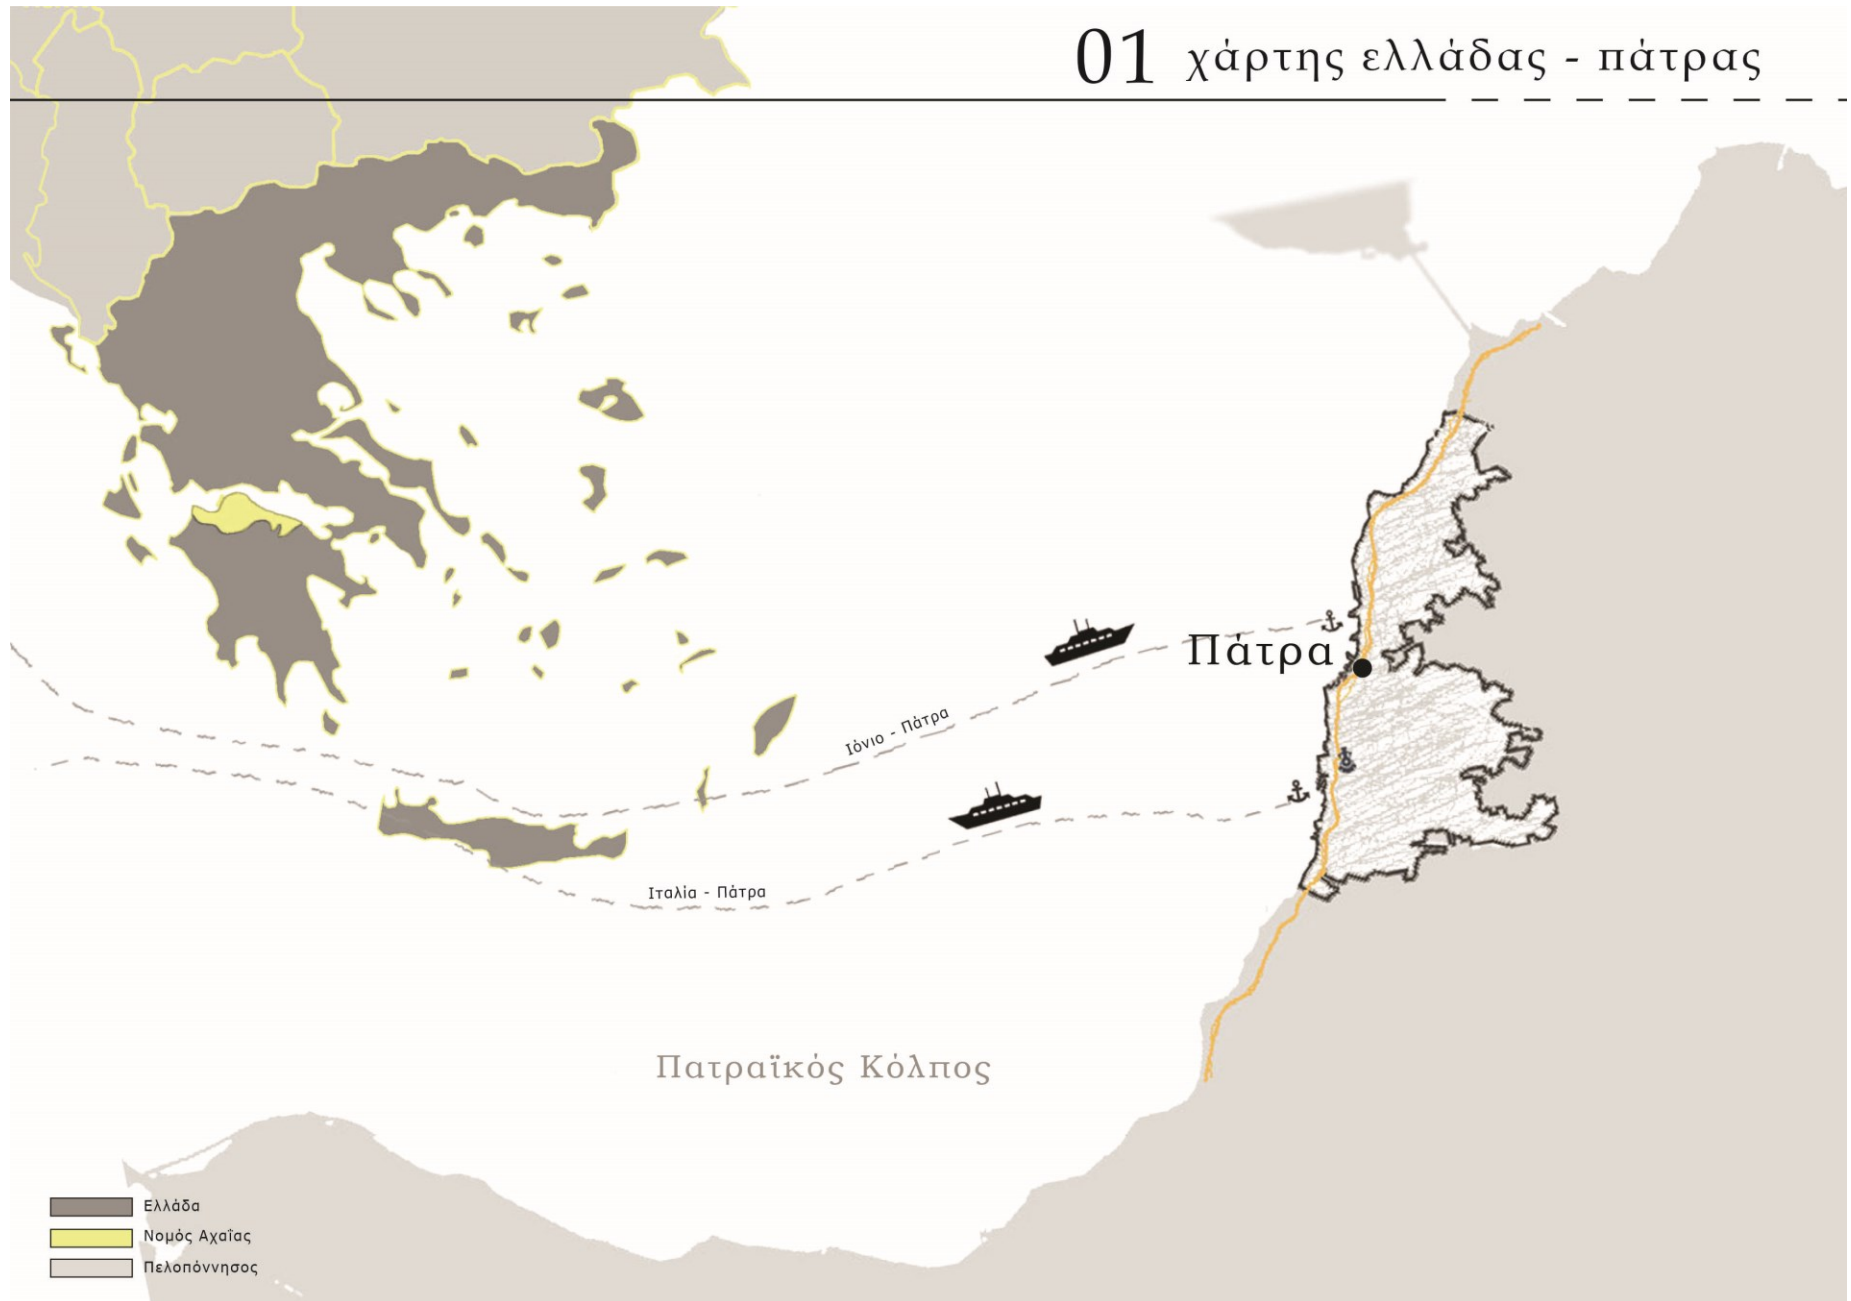 01 χάρτης ελλάδας - πάτρας
Πάτρα
Ιόνιο - Πάτρα
Ιταλία - Πάτρα
Πατραϊκός Κόλπος
Ελλάδα
Νομός Αχαΐας
Πελοπόννησος